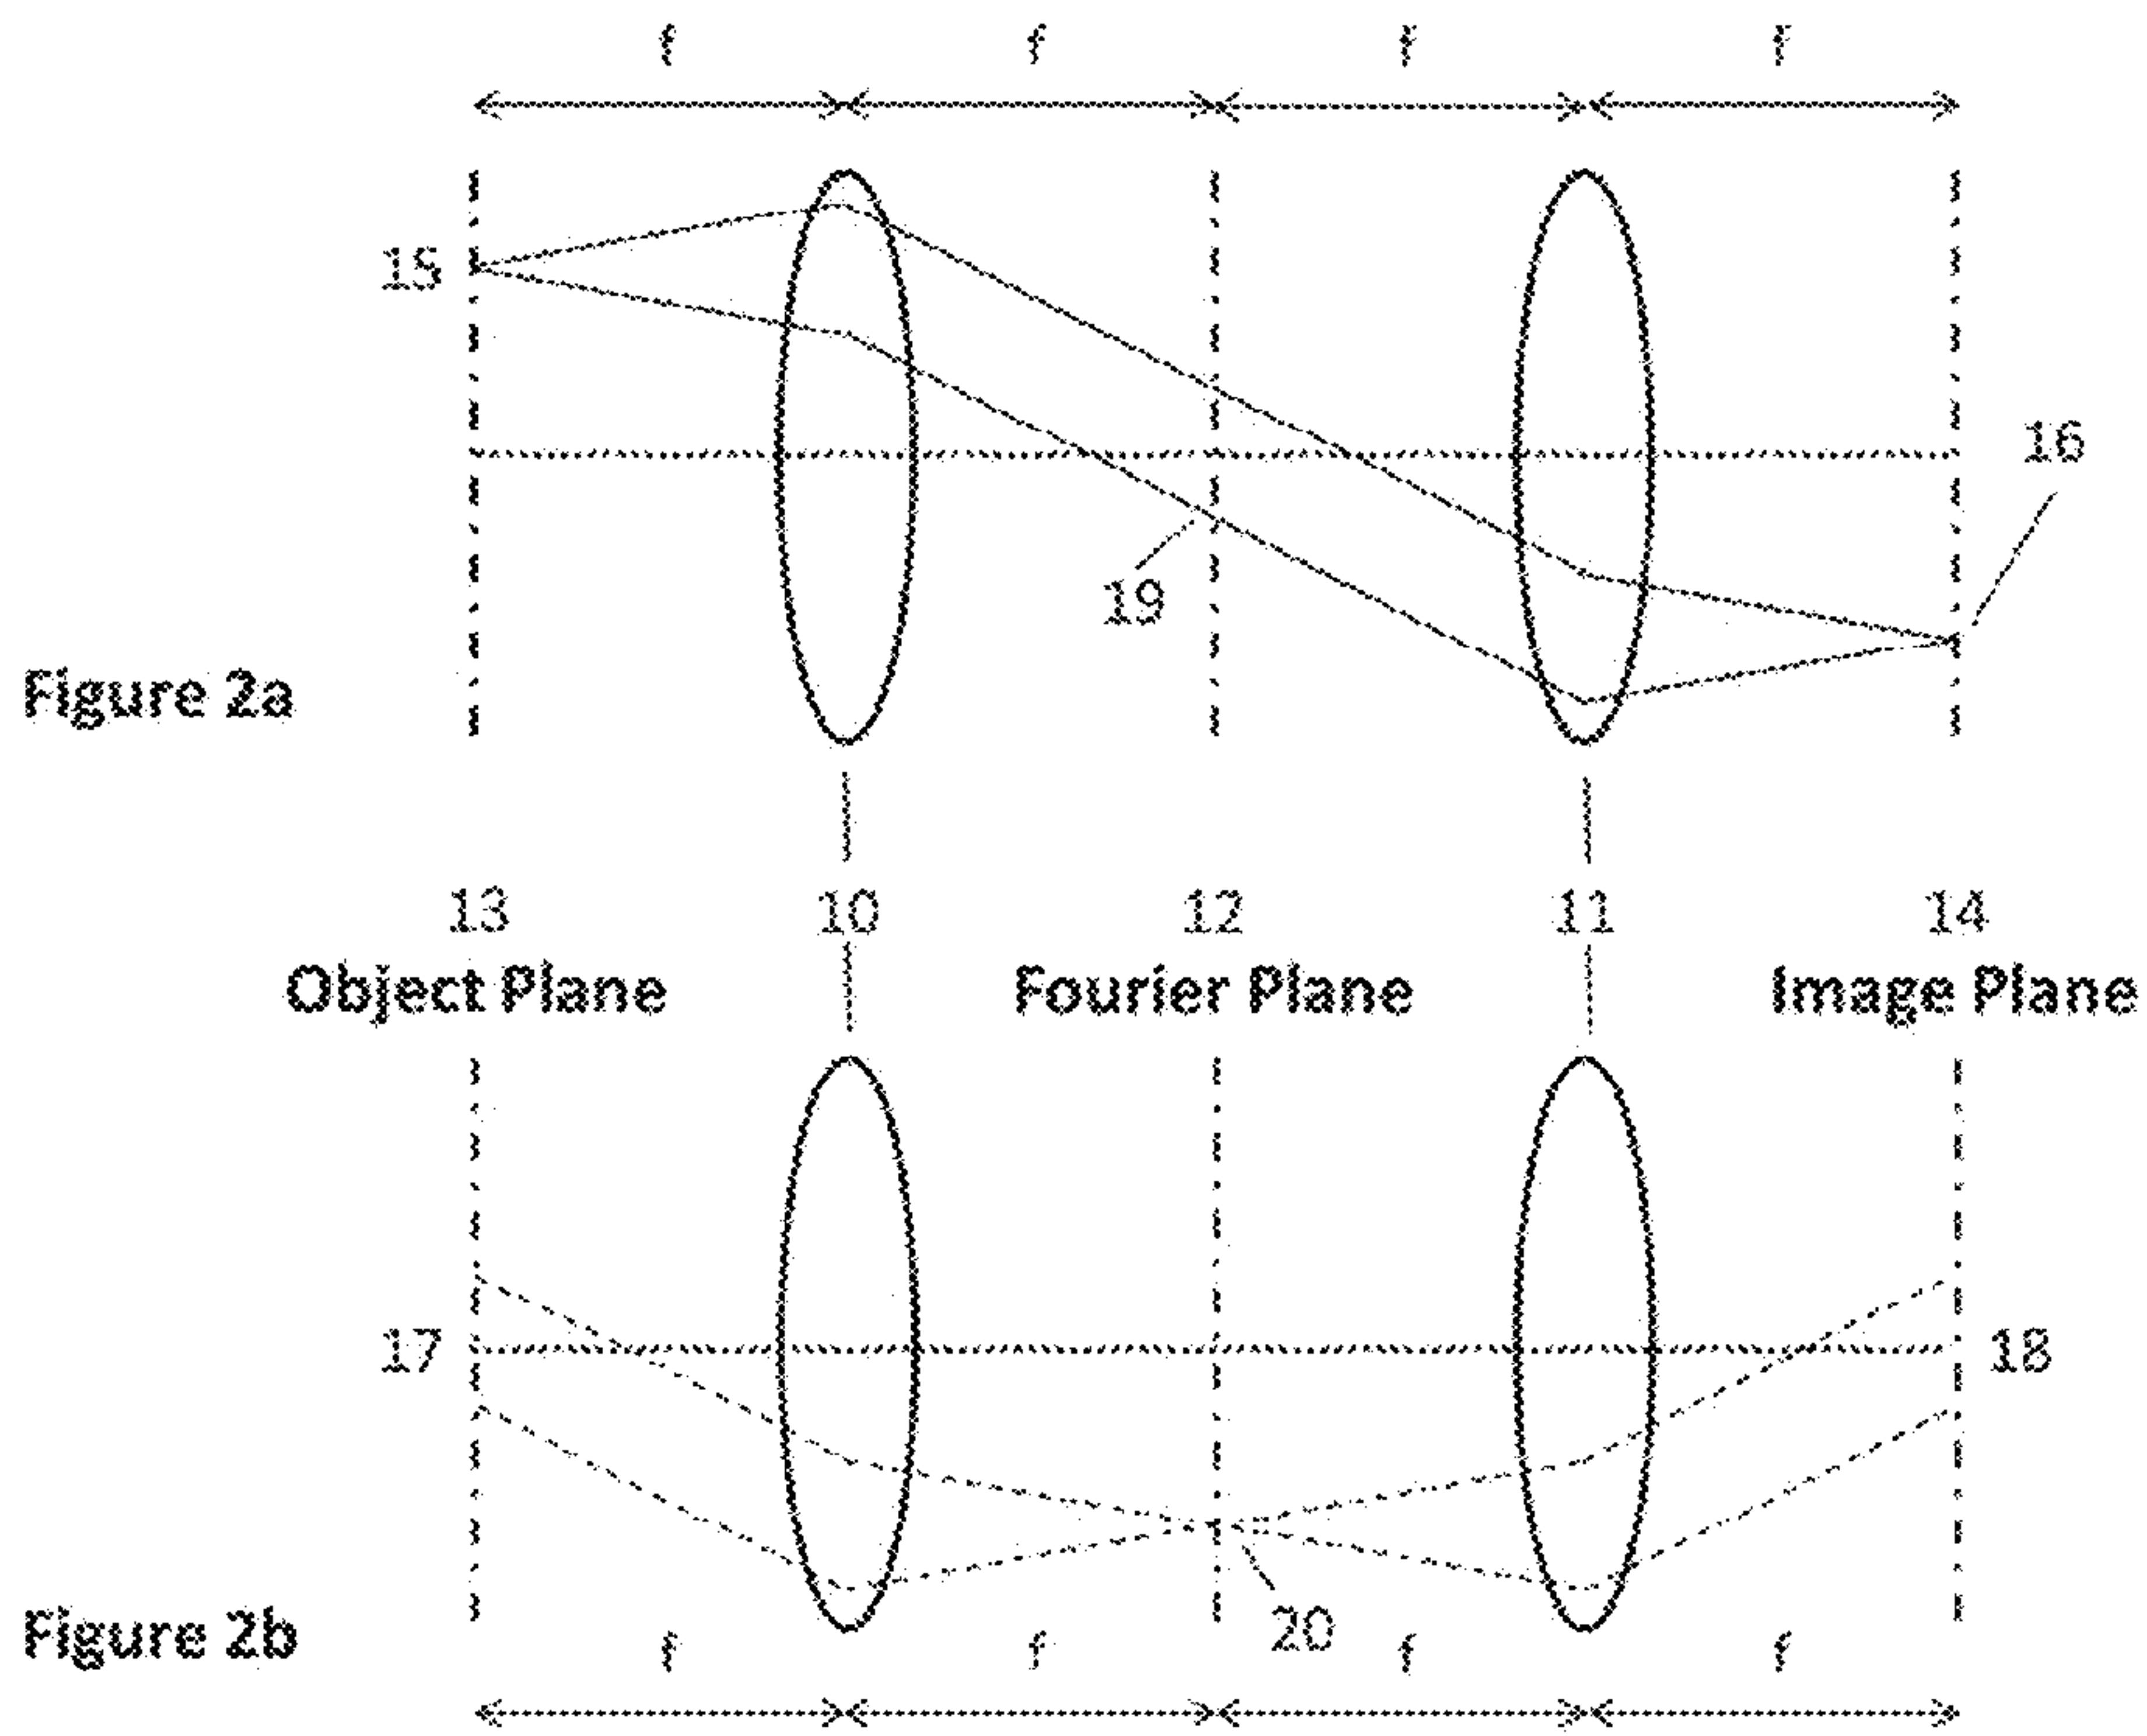 f f f f
15
16
19
Figure 2a
13 10 12 11 14
Object Plane Fourier Plane Image Plane
17 18
20
Figure 2b
f f f f